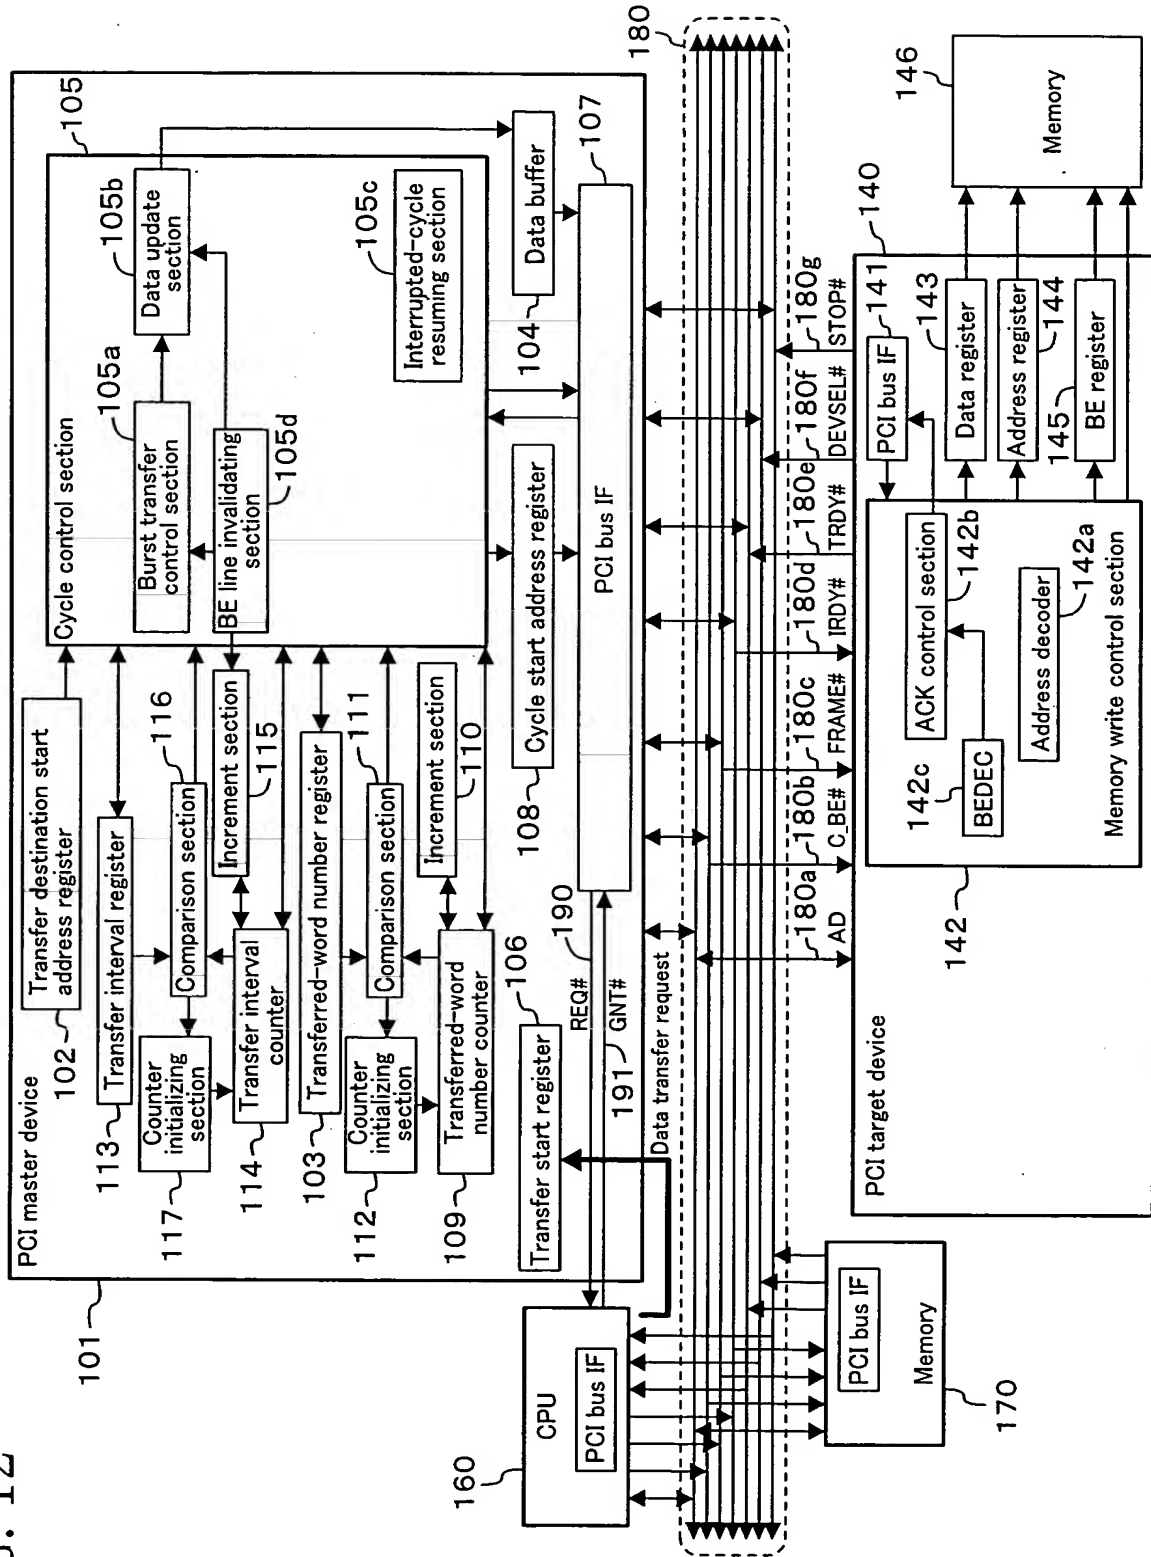 G. 12
PCI master device
101
Transfer destination start
address register
102
Transfer interval register
113
Counter
initializing
section
117
Comparison section
116
Transfer interval
counter
114
Increment section
115
Transferred-word number register
103
Counter
initializing
section
112
Comparison section
111
Transferred-word
number counter
109
Increment section
110
Cycle control section
105
Burst transfer
control section
105a
Data update
section
105b
BE line invalidating
section
105d
Interrupted-cycle
resuming section
105c
Transfer start register
106
Cycle start address register
108
Data buffer
104
PCI bus IF
107
REQ#
190
GNT#
191
Data transfer request
CPU
PCI bus IF
160
180
AD
180a
C_BE#
180b
FRAME#
180c
IRDY#
180d
TRDY#
180e
DEVSEL#
180f
STOP#
180g
PCI bus IF
Memory
170
PCI target device
140
142
BEDEC
142c
ACK control section
142b
Address decoder
142a
Memory write control section
PCI bus IF
141
Data register
143
Address register
144
BE register
145
Memory
146